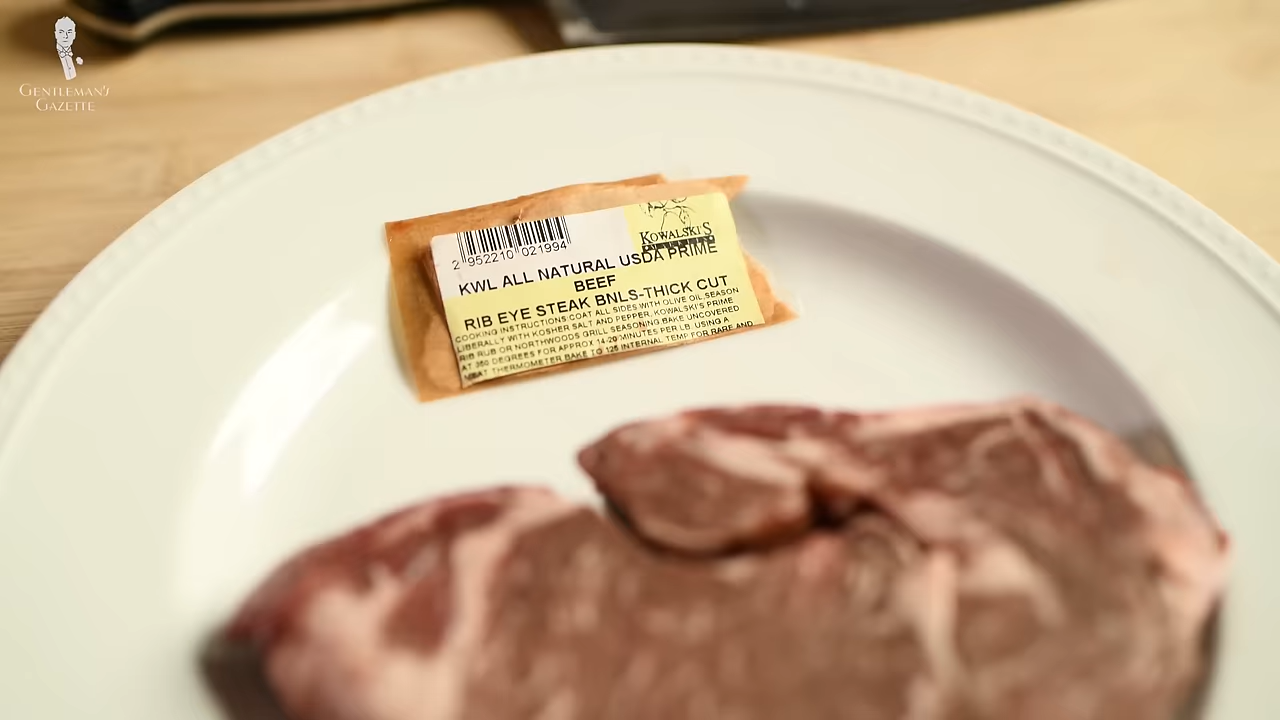 GENTLEMAN'S
GAZETTE
KOWALSKI'S
2 952210 021994
KWL ALL NATURAL USDA PRIME
BEEF
RIB EYE STEAK BNLS-THICK CUT
COOKING INSTRUCTIONS:COAT ALL SIDES WITH OLIVE OIL.SEASON
LIBERALLY WITH KOSHER SALT AND PEPPER, KOWALSKI'S PRIME
RIB RUB OR NORTHWOODS GRILL SEASONING.BAKE UNCOVERED
AT 350 DEGREES FOR APPROX 14-20 MINUTES PER LB. USING A
MEAT THERMOMETER BAKE TO 125 INTERNAL TEMP FOR RARE AND